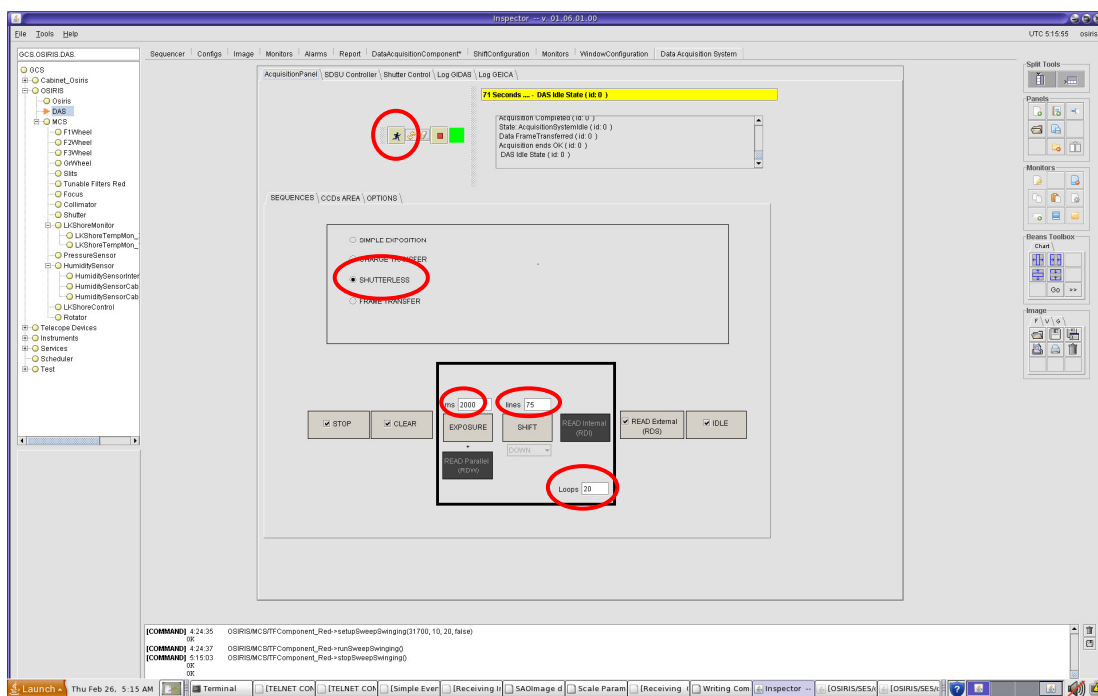 Inspector -- v. 01.06.01.00
File Tools Help
UTC 5:15:55 osiris
GCS.OSIRIS.DAS.
Sequencer Configs Image Monitors Alarms Report DataAcquisitionComponent* ShiftConfiguration Monitors WindowConfiguration Data Acquisition System
GCS
Cabinet_Osiris
OSIRIS
Osiris
DAS
MCS
F1Wheel
F2Wheel
F3Wheel
GrWheel
Slits
Tunable Filters Red
Focus
Collimator
Shutter
LKShoreMonitor
LKShoreTempMon_
LKShoreTempMon_
PressureSensor
HumiditySensor
HumiditySensorInter
HumiditySensorCab
HumiditySensorCab
LKShoreControl
Rotator
Telecope Devices
Instruments
Services
Scheduler
Test
AcquisitionPanel SDSU Controller Shutter Control Log GIDAS Log GEICA
71 Seconds .... - DAS Idle State ( id: 0 )
Acquisition Completed ( id: 0 )
State: AcquisitionSystemIdle ( id: 0 )
Data FrameTransferred ( id: 0 )
Acquisition ends OK ( id: 0 )
DAS Idle State ( id: 0 )
SEQUENCES CCDs AREA OPTIONS
SIMPLE EXPOSITION
CHARGE TRANSFER
SHUTTERLESS
FRAME TRANSFER
ms 2000 lines 75
STOP CLEAR EXPOSURE SHIFT READ Internal (RDI) READ External (RDS) IDLE
+
DOWN
READ Parallel
Loops 20
Split Tools
Panels
Monitors
Beans Toolbox
Chart
Go >>
Image
F V G
[COMMAND] 4:24:35 OSIRIS/MCS/TFComponent_Red->setupSweepSwinging(31700, 10, 20, false)
OK
[COMMAND] 4:24:37 OSIRIS/MCS/TFComponent_Red->runSweepSwinging()
[COMMAND] 5:15:03 OSIRIS/MCS/TFComponent_Red->stopSweepSwinging()
OK
OK
Launch Thu Feb 26, 5:15 AM Terminal [TELNET CON [TELNET CON [Simple Ever [Receiving Ir SAOImage d Scale Param [Receiving Writing Com Inspector -- [OSIRIS/SES/ [OSIRIS/SES/